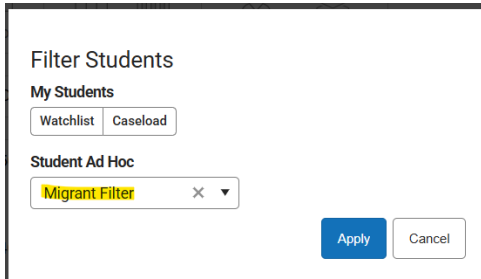 Filter Students
My Students
Watchlist Caseload
Student Ad Hoc
Migrant Filter
Apply Cancel